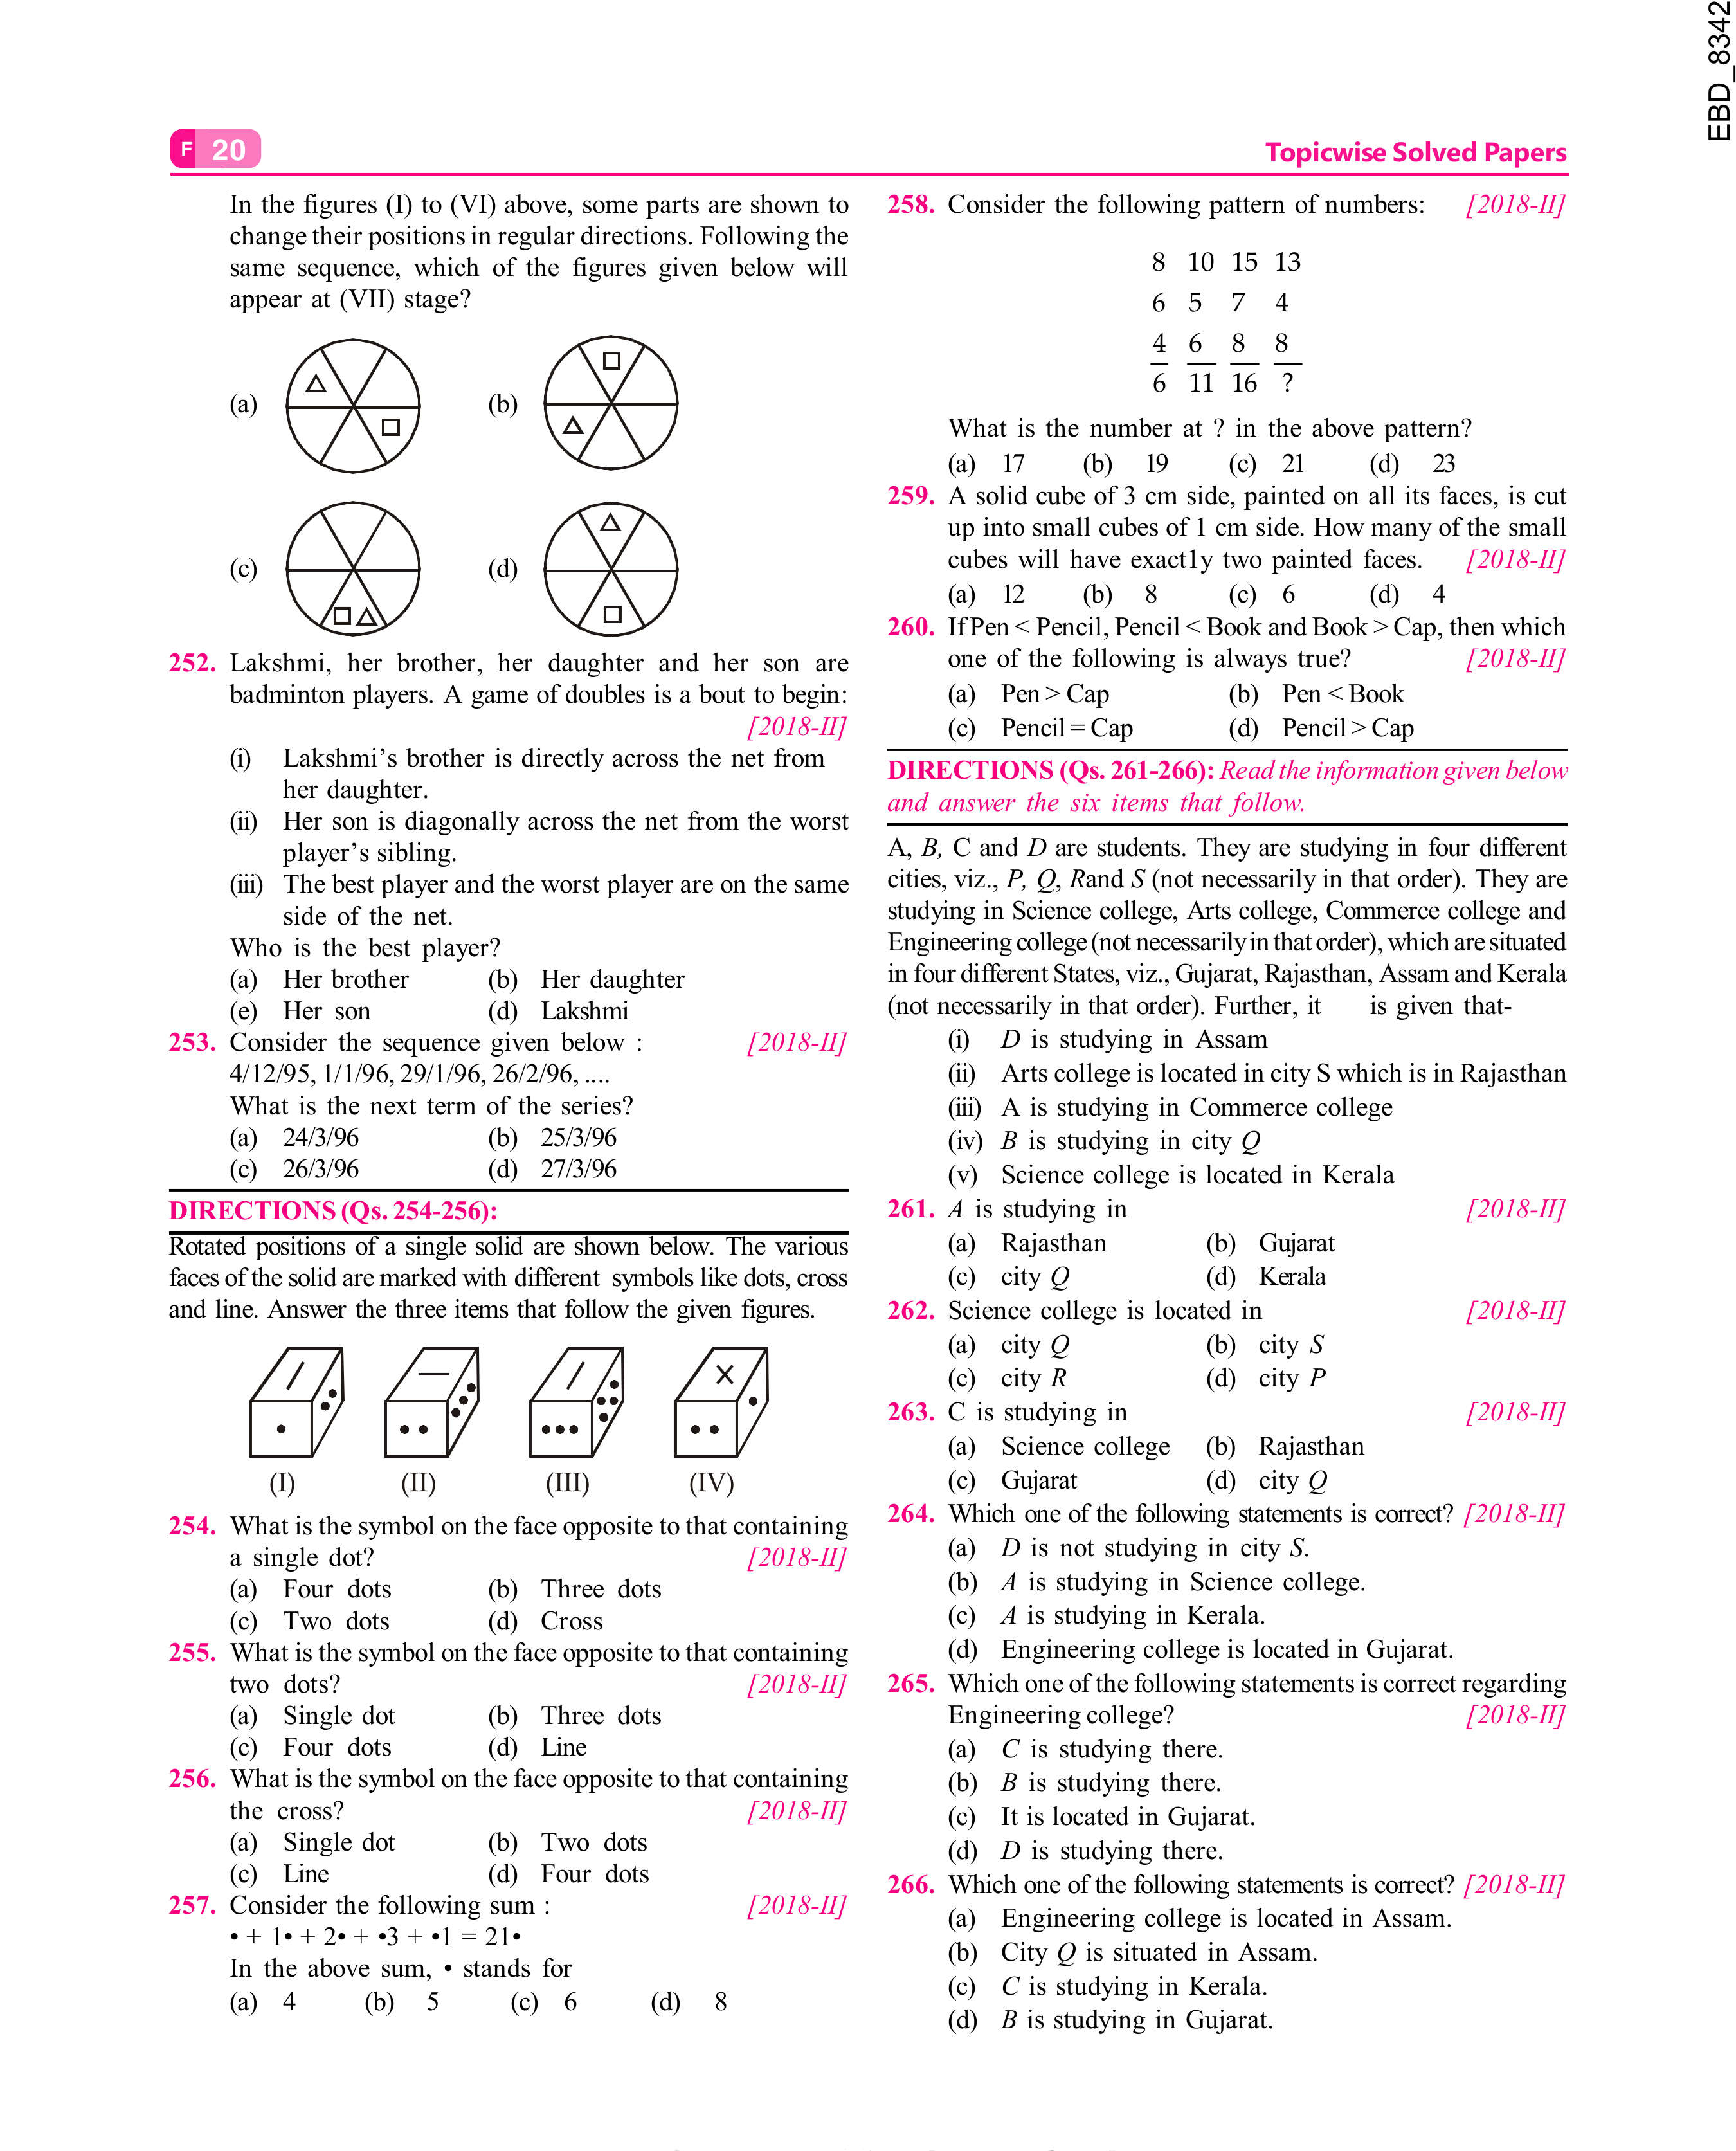 EBD_8342
F 20
Topicwise Solved Papers
In the figures (I) to (VI) above, some parts are shown to
change their positions in regular directions. Following the
same sequence, which of the figures given below will
appear at (VII) stage?
(a) (b)
(c) (d)
252. Lakshmi, her brother, her daughter and her son are
badminton players. A game of doubles is a bout to begin:
[2018-II]
(i) Lakshmi's brother is directly across the net from
her daughter.
(ii) Her son is diagonally across the net from the worst
player's sibling.
(iii) The best player and the worst player are on the same
side of the net.
Who is the best player?
(a) Her brother (b) Her daughter
(e) Her son (d) Lakshmi
253. Consider the sequence given below : [2018-II]
4/12/95, 1/1/96, 29/1/96, 26/2/96, ....
What is the next term of the series?
(a) 24/3/96 (b) 25/3/96
(c) 26/3/96 (d) 27/3/96
DIRECTIONS (Qs. 254-256):
Rotated positions of a single solid are shown below. The various
faces of the solid are marked with different symbols like dots, cross
and line. Answer the three items that follow the given figures.
(I) (II) (III) (IV)
254. What is the symbol on the face opposite to that containing
a single dot? [2018-II]
(a) Four dots (b) Three dots
(c) Two dots (d) Cross
255. What is the symbol on the face opposite to that containing
two dots? [2018-II]
(a) Single dot (b) Three dots
(c) Four dots (d) Line
256. What is the symbol on the face opposite to that containing
the cross? [2018-II]
(a) Single dot (b) Two dots
(c) Line (d) Four dots
257. Consider the following sum : [2018-II]
• + 1• + 2• + •3 + •1 = 21•
In the above sum, • stands for
(a) 4 (b) 5 (c) 6 (d) 8
258. Consider the following pattern of numbers: [2018-II]
8 10 15 13
6 5 7 4
4 6 8 8
6 11 16 ?
What is the number at ? in the above pattern?
(a) 17 (b) 19 (c) 21 (d) 23
259. A solid cube of 3 cm side, painted on all its faces, is cut
up into small cubes of 1 cm side. How many of the small
cubes will have exact1y two painted faces. [2018-II]
(a) 12 (b) 8 (c) 6 (d) 4
260. If Pen < Pencil, Pencil < Book and Book > Cap, then which
one of the following is always true? [2018-II]
(a) Pen > Cap (b) Pen < Book
(c) Pencil = Cap (d) Pencil > Cap
DIRECTIONS (Qs. 261-266): Read the information given below
and answer the six items that follow.
A, B, C and D are students. They are studying in four different
cities, viz., P, Q, Rand S (not necessarily in that order). They are
studying in Science college, Arts college, Commerce college and
Engineering college (not necessarily in that order), which are situated
in four different States, viz., Gujarat, Rajasthan, Assam and Kerala
(not necessarily in that order). Further, it is given that-
(i) D is studying in Assam
(ii) Arts college is located in city S which is in Rajasthan
(iii) A is studying in Commerce college
(iv) B is studying in city Q
(v) Science college is located in Kerala
261. A is studying in [2018-II]
(a) Rajasthan (b) Gujarat
(c) city Q (d) Kerala
262. Science college is located in [2018-II]
(a) city Q (b) city S
(c) city R (d) city P
263. C is studying in [2018-II]
(a) Science college (b) Rajasthan
(c) Gujarat (d) city Q
264. Which one of the following statements is correct? [2018-II]
(a) D is not studying in city S.
(b) A is studying in Science college.
(c) A is studying in Kerala.
(d) Engineering college is located in Gujarat.
265. Which one of the following statements is correct regarding
Engineering college? [2018-II]
(a) C is studying there.
(b) B is studying there.
(c) It is located in Gujarat.
(d) D is studying there.
266. Which one of the following statements is correct? [2018-II]
(a) Engineering college is located in Assam.
(b) City Q is situated in Assam.
(c) C is studying in Kerala.
(d) B is studying in Gujarat.